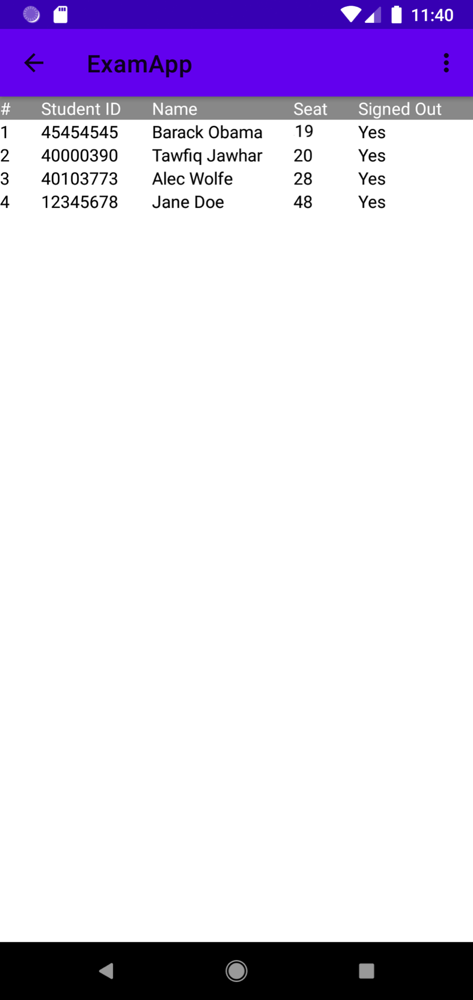 11:40
ExamApp
# Student ID Name Seat Signed Out
1 45454545 Barack Obama 19 Yes
2 40000390 Tawfiq Jawhar 20 Yes
3 40103773 Alec Wolfe 28 Yes
4 12345678 Jane Doe 48 Yes